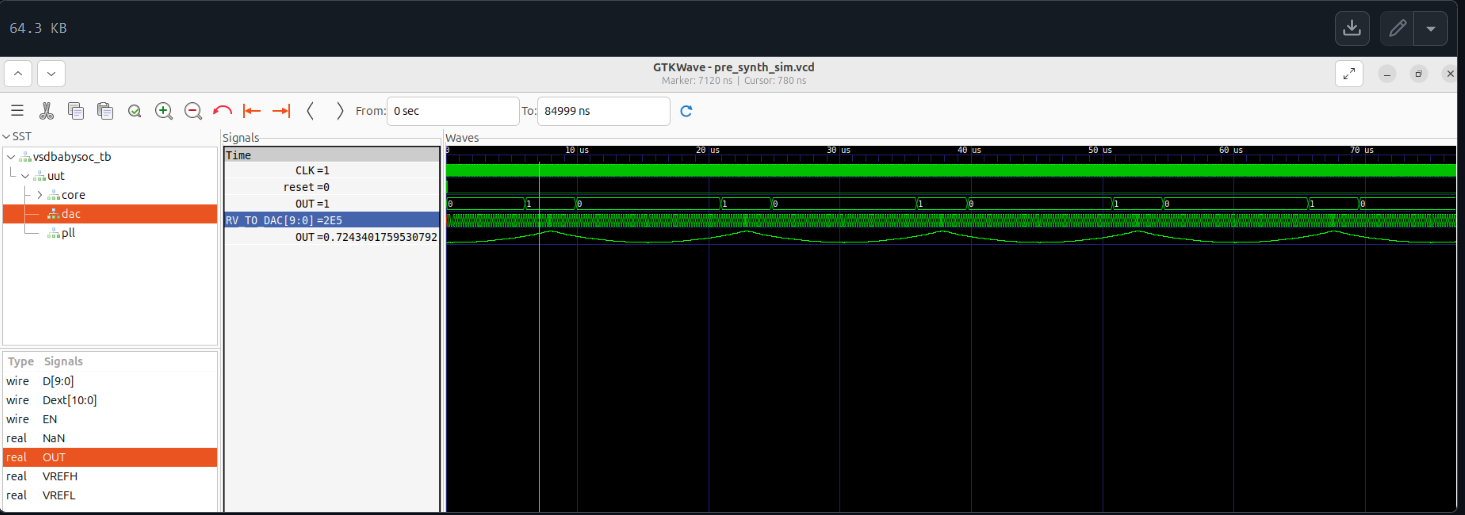 64.3 KB
GTKWave - pre_synth_sim.vcd
Marker: 7120 ns | Cursor: 780 ns
From: 0 sec To: 84999 ns
SST
vsdbabysoc_tb
uut
core
dac
pll
Type Signals
wire D[9:0]
wire Dext[10:0]
wire EN
real NaN
real OUT
real VREFH
real VREFL
Signals
Time
CLK=1
reset=0
OUT=1
RV_TO_DAC[9:0]=2E5
OUT=0.7243401759530792
Waves
0 10 us 20 us 30 us 40 us 50 us 60 us 70 us
0 1 0 1 0 1 0 1 0 1 0